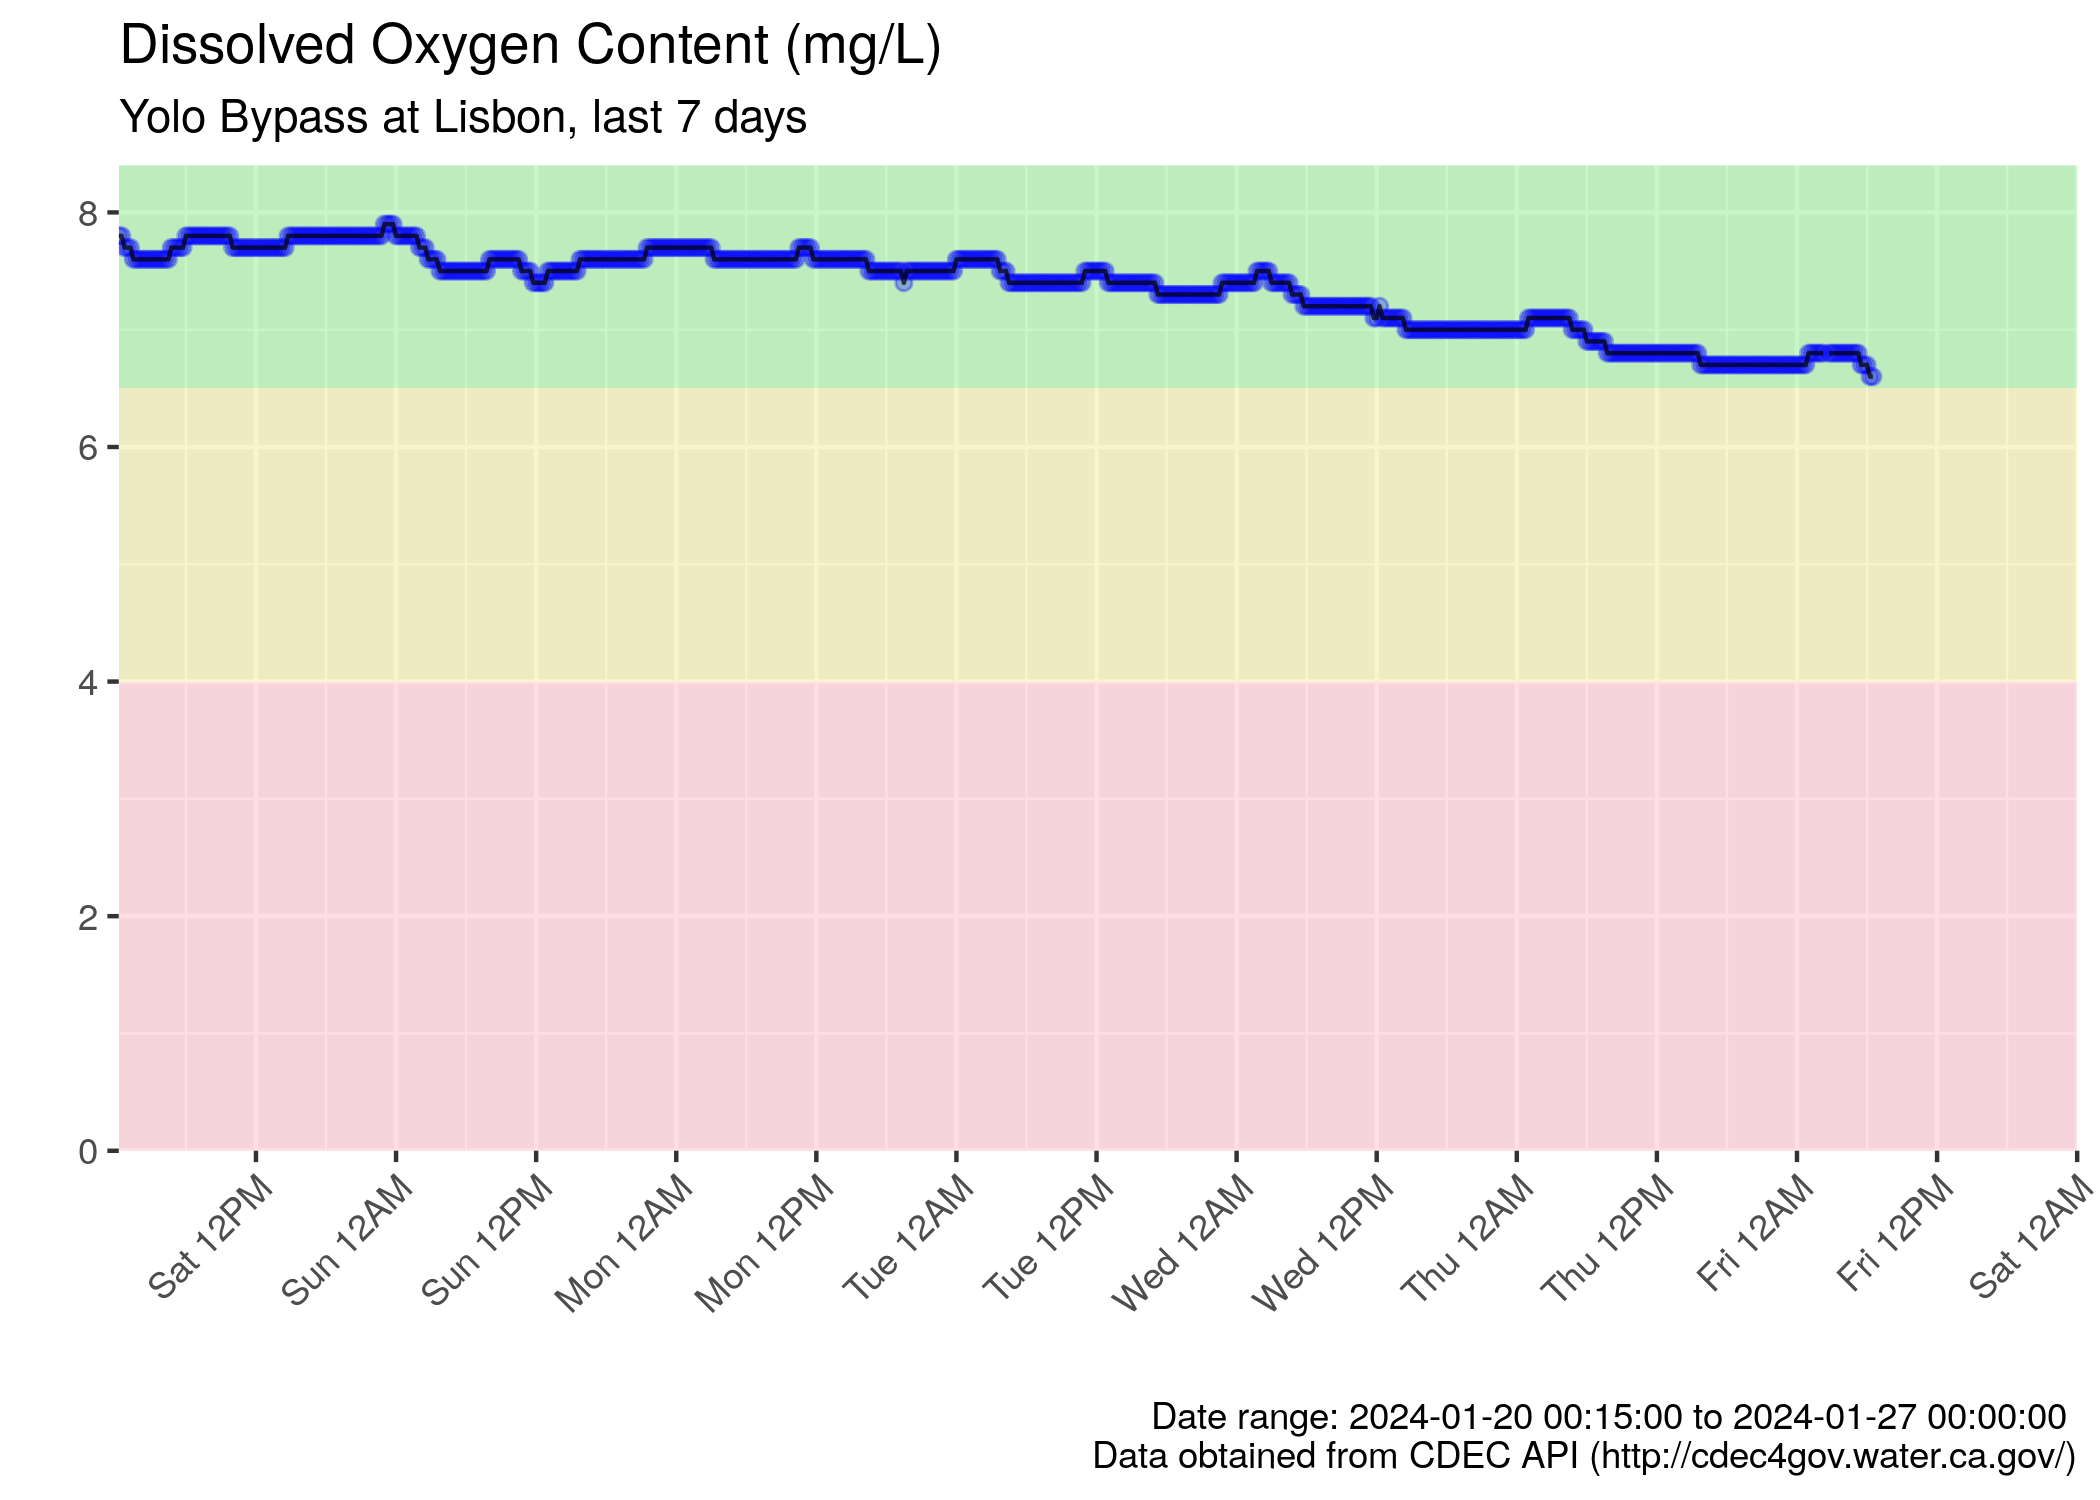 Dissolved Oxygen Content (mg/L)
Yolo Bypass at Lisbon, last 7 days
8
6
4
2
0
Sat 12PM
Sun 12AM
Sun 12PM
Mon 12AM
Mon 12PM
Tue 12AM
Tue 12PM
Wed 12AM
Wed 12PM
Thu 12AM
Thu 12PM
Fri 12AM
Fri 12PM
Sat 12AM
Date range: 2024-01-20 00:15:00 to 2024-01-27 00:00:00
Data obtained from CDEC API (http://cdec4gov.water.ca.gov/)